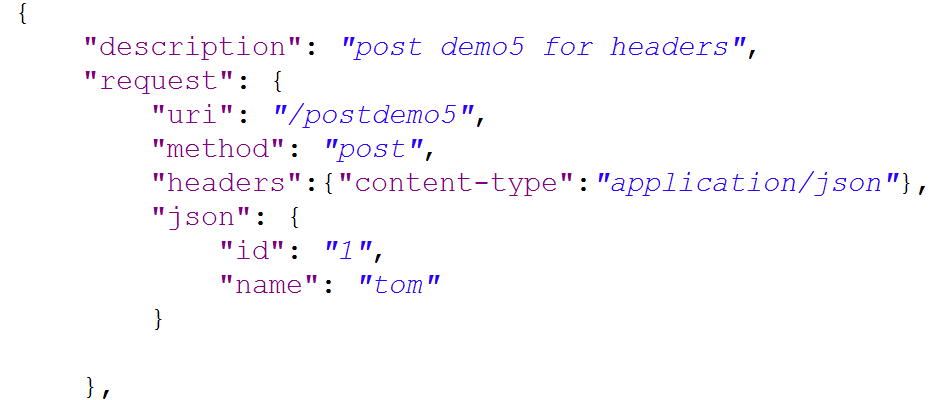 {
    "description": "post demo5 for headers",
    "request": {
        "uri": "/postdemo5",
        "method": "post",
        "headers":{"content-type":"application/json"},
        "json": {
            "id": "1",
            "name": "tom"
        }

    },